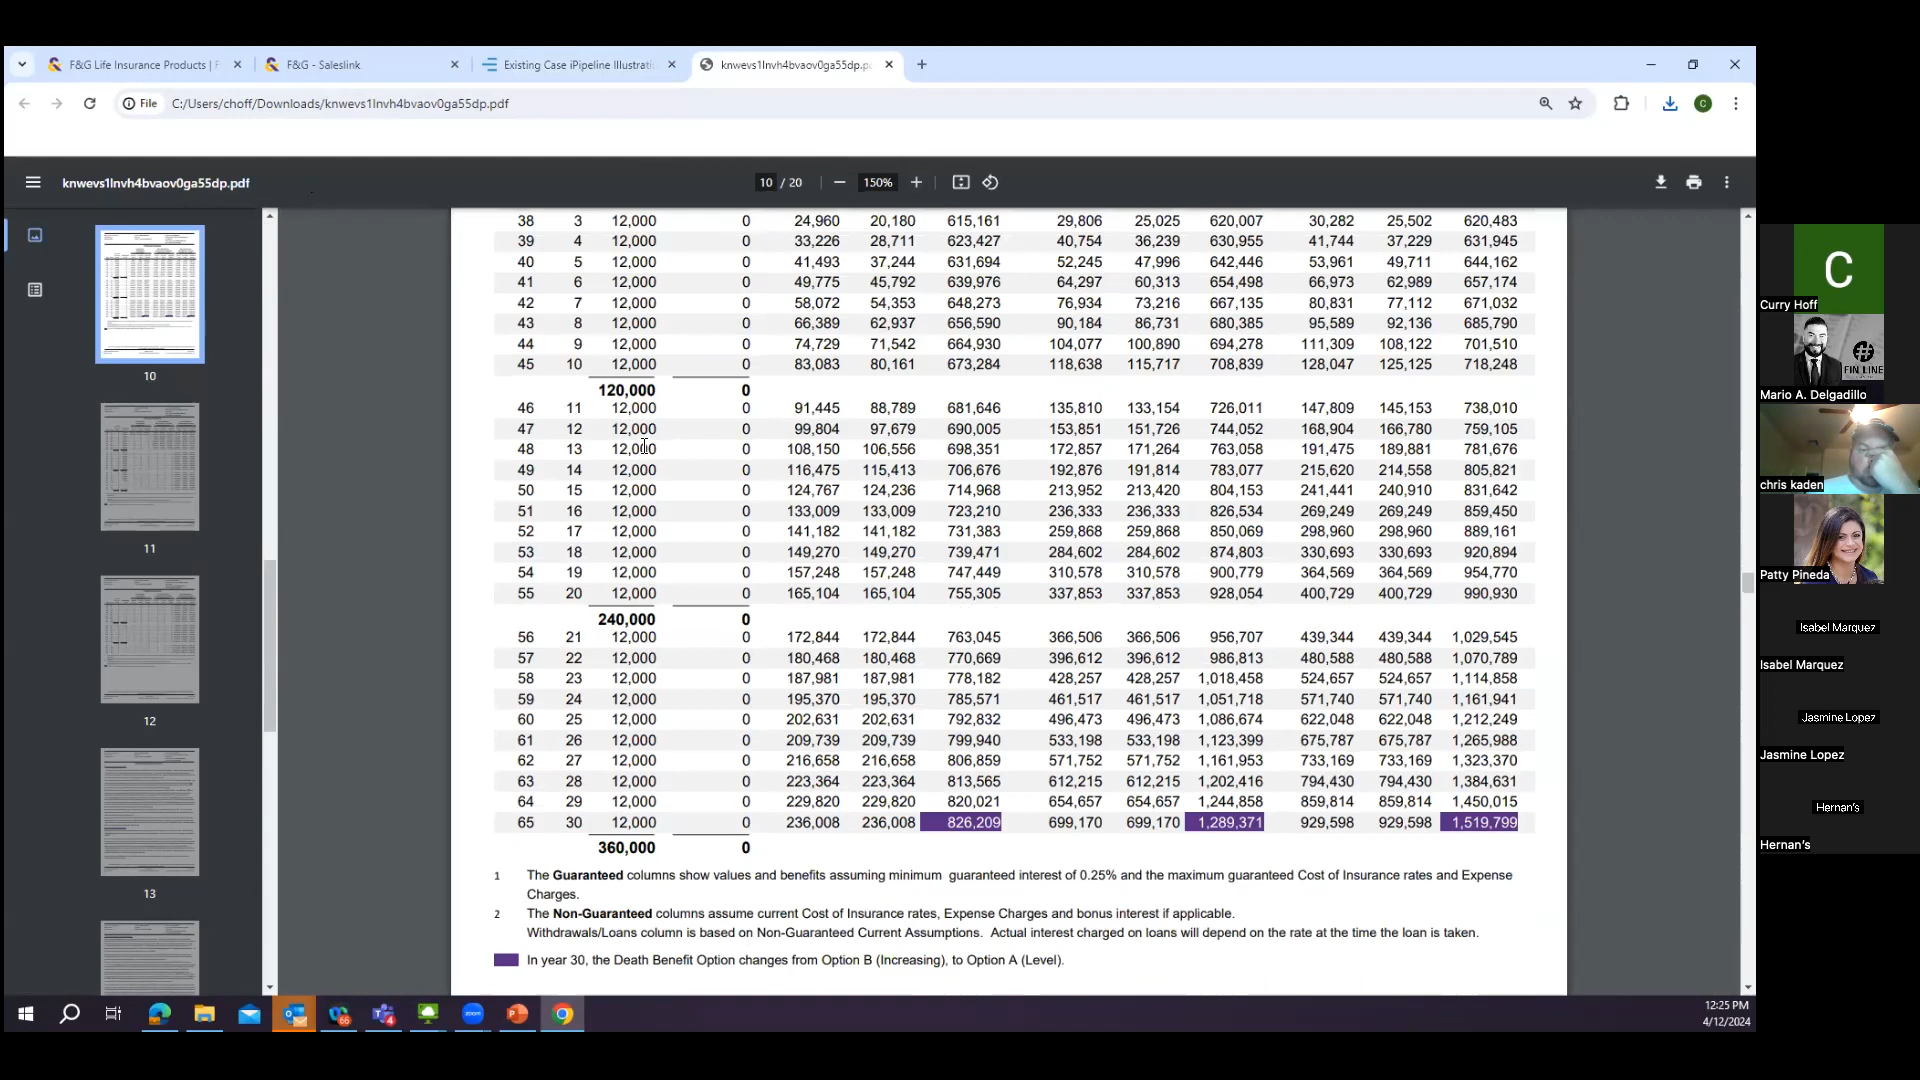 F&G Life Insurance Products | F
F&G - Saleslink
Existing Case iPipeline Illustrati
knwevs1lnvh4bvaov0ga55dp.p
File
C:/Users/choff/Downloads/knwevs1lnvh4bvaov0ga55dp.pdf
C
knwevs1lnvh4bvaov0ga55dp.pdf
10 / 20
150%
10
11
12
13
38 3 12,000 0 24,960 20,180 615,161 29,806 25,025 620,007 30,282 25,502 620,483
39 4 12,000 0 33,226 28,711 623,427 40,754 36,239 630,955 41,744 37,229 631,945
40 5 12,000 0 41,493 37,244 631,694 52,245 47,996 642,446 53,961 49,711 644,162
41 6 12,000 0 49,775 45,792 639,976 64,297 60,313 654,498 66,973 62,989 657,174
42 7 12,000 0 58,072 54,353 648,273 76,934 73,216 667,135 80,831 77,112 671,032
43 8 12,000 0 66,389 62,937 656,590 90,184 86,731 680,385 95,589 92,136 685,790
44 9 12,000 0 74,729 71,542 664,930 104,077 100,890 694,278 111,309 108,122 701,510
45 10 12,000 0 83,083 80,161 673,284 118,638 115,717 708,839 128,047 125,125 718,248
120,000 0
46 11 12,000 0 91,445 88,789 681,646 135,810 133,154 726,011 147,809 145,153 738,010
47 12 12,000 0 99,804 97,679 690,005 153,851 151,726 744,052 168,904 166,780 759,105
48 13 12,000 0 108,150 106,556 698,351 172,857 171,264 763,058 191,475 189,881 781,676
49 14 12,000 0 116,475 115,413 706,676 192,876 191,814 783,077 215,620 214,558 805,821
50 15 12,000 0 124,767 124,236 714,968 213,952 213,420 804,153 241,441 240,910 831,642
51 16 12,000 0 133,009 133,009 723,210 236,333 236,333 826,534 269,249 269,249 859,450
52 17 12,000 0 141,182 141,182 731,383 259,868 259,868 850,069 298,960 298,960 889,161
53 18 12,000 0 149,270 149,270 739,471 284,602 284,602 874,803 330,693 330,693 920,894
54 19 12,000 0 157,248 157,248 747,449 310,578 310,578 900,779 364,569 364,569 954,770
55 20 12,000 0 165,104 165,104 755,305 337,853 337,853 928,054 400,729 400,729 990,930
240,000 0
56 21 12,000 0 172,844 172,844 763,045 366,506 366,506 956,707 439,344 439,344 1,029,545
57 22 12,000 0 180,468 180,468 770,669 396,612 396,612 986,813 480,588 480,588 1,070,789
58 23 12,000 0 187,981 187,981 778,182 428,257 428,257 1,018,458 524,657 524,657 1,114,858
59 24 12,000 0 195,370 195,370 785,571 461,517 461,517 1,051,718 571,740 571,740 1,161,941
60 25 12,000 0 202,631 202,631 792,832 496,473 496,473 1,086,674 622,048 622,048 1,212,249
61 26 12,000 0 209,739 209,739 799,940 533,198 533,198 1,123,399 675,787 675,787 1,265,988
62 27 12,000 0 216,658 216,658 806,859 571,752 571,752 1,161,953 733,169 733,169 1,323,370
63 28 12,000 0 223,364 223,364 813,565 612,215 612,215 1,202,416 794,430 794,430 1,384,631
64 29 12,000 0 229,820 229,820 820,021 654,657 654,657 1,244,858 859,814 859,814 1,450,015
65 30 12,000 0 236,008 236,008 826,209 699,170 699,170 1,289,371 929,598 929,598 1,519,799
360,000 0
1 The Guaranteed columns show values and benefits assuming minimum guaranteed interest of 0.25% and the maximum guaranteed Cost of Insurance rates and Expense
Charges.
2 The Non-Guaranteed columns assume current Cost of Insurance rates, Expense Charges and bonus interest if applicable.
Withdrawals/Loans column is based on Non-Guaranteed Current Assumptions. Actual interest charged on loans will depend on the rate at the time the loan is taken.
In year 30, the Death Benefit Option changes from Option B (Increasing), to Option A (Level).
12:25 PM
4/12/2024
C
Curry Hoff
#
FIN LINE
Mario A. Delgadillo
chris kaden
Patty Pineda
Isabel Marquez
Isabel Marquez
Jasmine Lopez
Jasmine Lopez
Hernan's
Hernan's